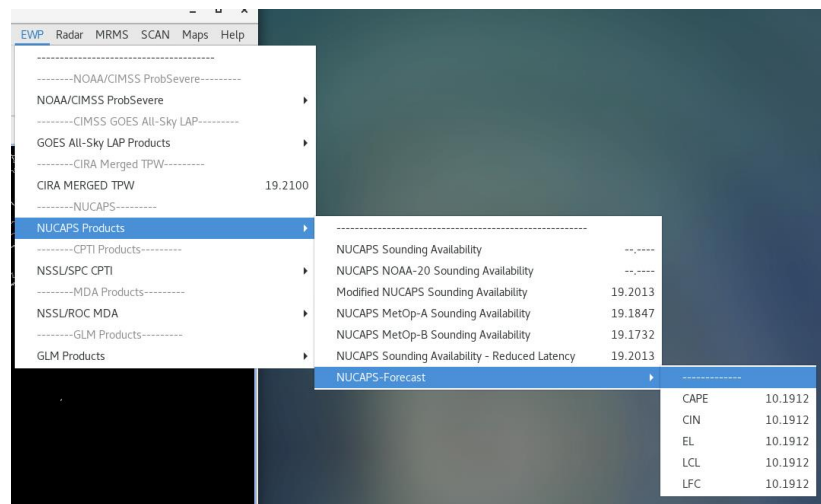 EWP Radar MRMS SCAN Maps Help
---------------------------------------
--------NOAA/CIMSS ProbSevere---------
NOAA/CIMSS ProbSevere
--------CIMSS GOES All-Sky LAP---------
GOES All-Sky LAP Products
--------CIRA Merged TPW---------
CIRA MERGED TPW 19.2100
--------NUCAPS---------
NUCAPS Products
--------CPTI Products---------
NSSL/SPC CPTI
--------MDA Products---------
NSSL/ROC MDA
--------GLM Products---------
GLM Products
-------------------------------------------------------
NUCAPS Sounding Availability --.----
NUCAPS NOAA-20 Sounding Availability --.----
Modified NUCAPS Sounding Availability 19.2013
NUCAPS MetOp-A Sounding Availability 19.1847
NUCAPS MetOp-B Sounding Availability 19.1732
NUCAPS Sounding Availability - Reduced Latency 19.2013
NUCAPS-Forecast
-------------
CAPE 10.1912
CIN 10.1912
EL 10.1912
LCL 10.1912
LFC 10.1912